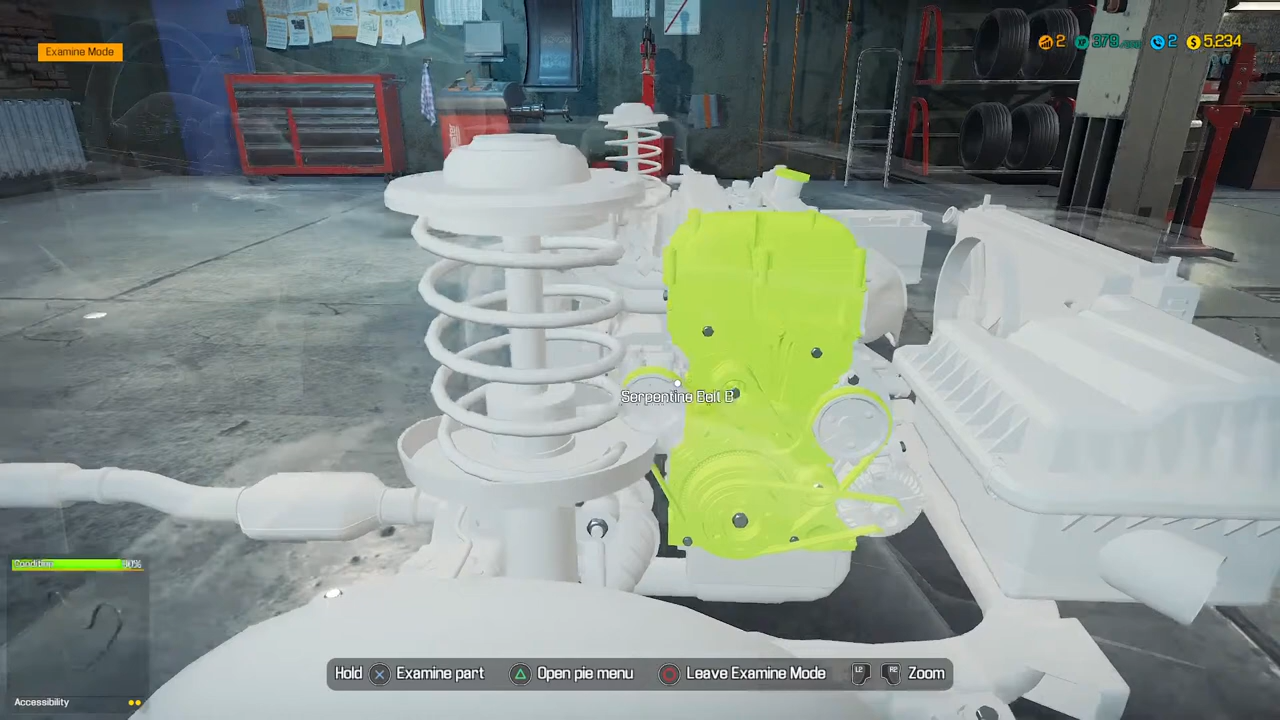 Examine Mode
2 379 2 5,234
Serpentine Belt B
Condition 90%
Hold Examine part Open pie menu Leave Examine Mode L2 R2 Zoom
Accessibility